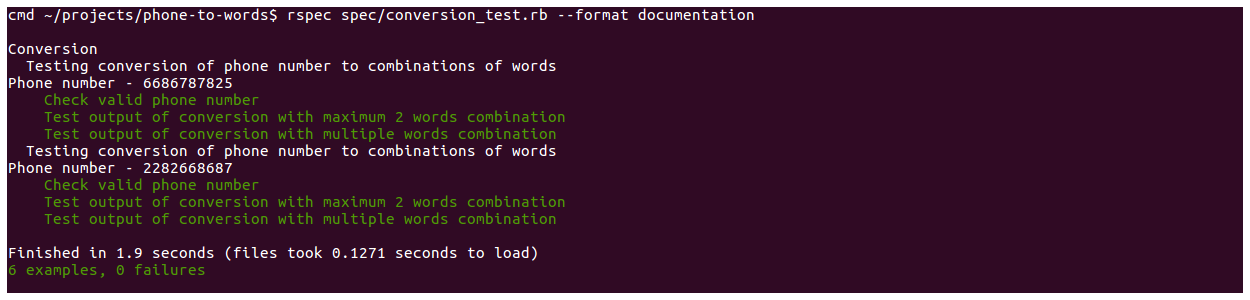 cmd ~/projects/phone-to-words$ rspec spec/conversion_test.rb --format documentation
Conversion
Testing conversion of phone number to combinations of words
Phone number - 6686787825
Check valid phone number
Test output of conversion with maximum 2 words combination
Test output of conversion with multiple words combination
Testing conversion of phone number to combinations of words
Phone number - 2282668687
Check valid phone number
Test output of conversion with maximum 2 words combination
Test output of conversion with multiple words combination
Finished in 1.9 seconds (files took 0.1271 seconds to load)
6 examples, 0 failures